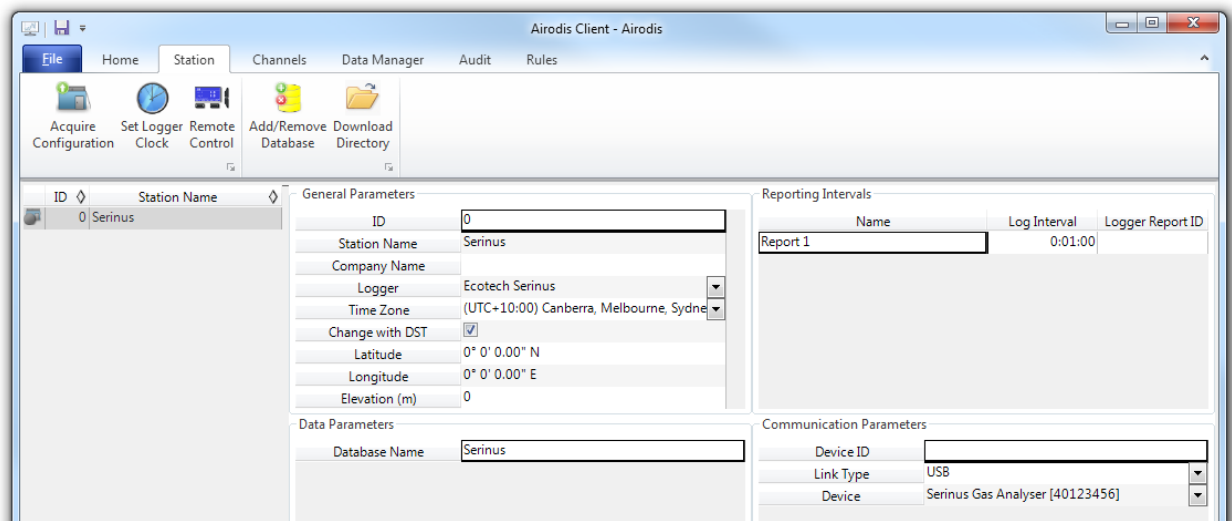 Airodis Client - Airodis
File Home Station Channels Data Manager Audit Rules
Acquire Configuration
Set Logger Clock
Remote Control
Add/Remove Database
Download Directory
ID Station Name
0 Serinus
General Parameters
ID 0
Station Name Serinus
Company Name
Logger Ecotech Serinus
Time Zone (UTC+10:00) Canberra, Melbourne, Sydne
Change with DST
Latitude 0° 0' 0.00" N
Longitude 0° 0' 0.00" E
Elevation (m) 0
Reporting Intervals
Name Log Interval Logger Report ID
Report 1 0:01:00
Data Parameters
Database Name Serinus
Communication Parameters
Device ID
Link Type USB
Device Serinus Gas Analyser [40123456]